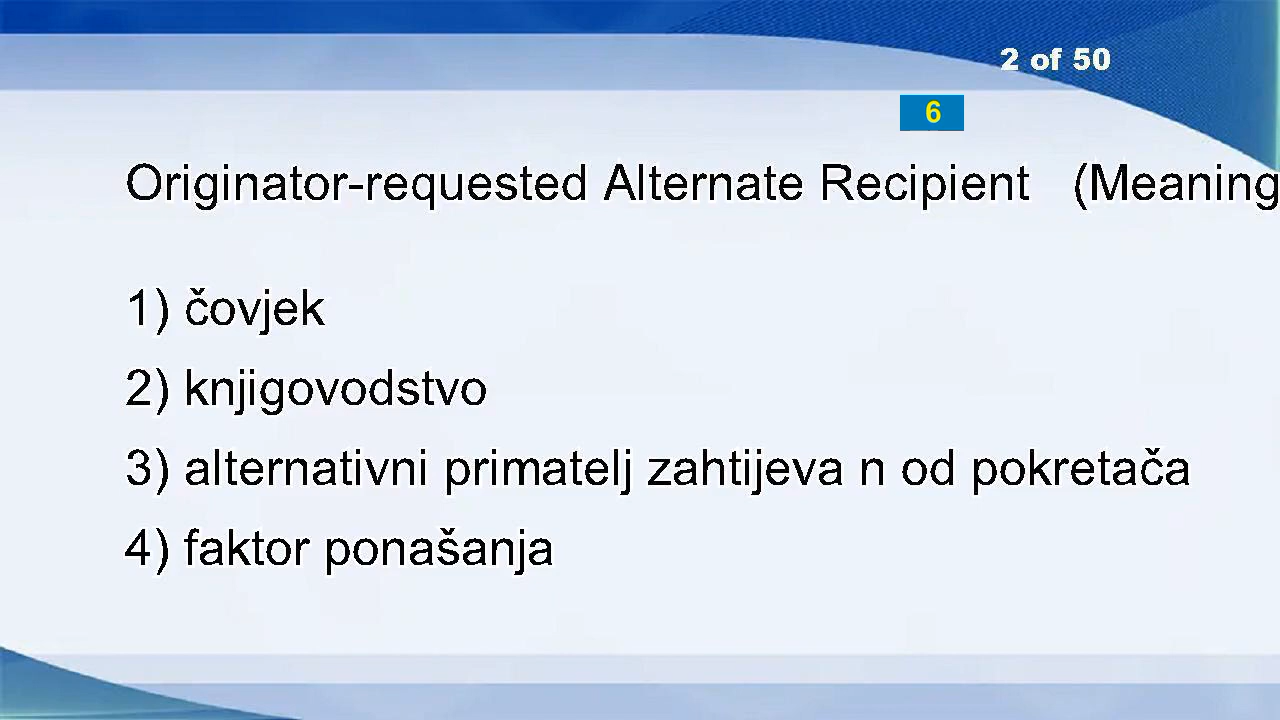 2 of 50
6
Originator-requested Alternate Recipient (Meaning
1) čovjek
2) knjigovodstvo
3) alternativni primatelj zahtijeva n od pokretača
4) faktor ponašanja